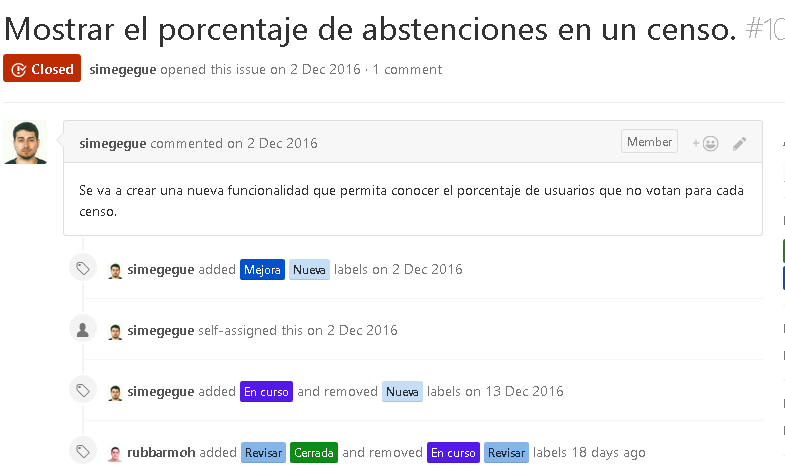 Mostrar el porcentaje de abstenciones en un censo. #10
Closed simegegue opened this issue on 2 Dec 2016 · 1 comment
simegegue commented on 2 Dec 2016 Member +
Se va a crear una nueva funcionalidad que permita conocer el porcentaje de usuarios que no votan para cada
censo.
simegegue added Mejora Nueva labels on 2 Dec 2016
simegegue self-assigned this on 2 Dec 2016
simegegue added En curso and removed Nueva labels on 13 Dec 2016
rubbarmoh added Revisar Cerrada and removed En curso Revisar labels 18 days ago